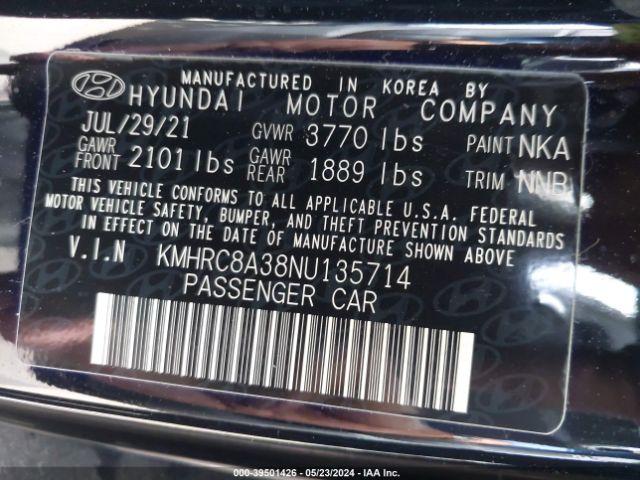 MANUFACTURED IN KOREA BY
HYUNDAI MOTOR COMPANY
JUL/29/21 GVWR 3770 lbs PAINT NKA
GAWR FRONT 2101 lbs GAWR REAR 1889 lbs TRIM NNB
THIS VEHICLE CONFORMS TO ALL APPLICABLE U.S.A. FEDERAL
MOTOR VEHICLE SAFETY, BUMPER, AND THEFT PREVENTION STANDARDS
IN EFFECT ON THE DATE OF MANUFACTURE SHOWN ABOVE
V.I.N KMHRC8A38NU135714
PASSENGER CAR
000-39501426 - 05/23/2024 - IAA Inc.